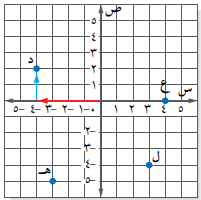 ص
٥
٤
د
٣
٢
١
ع
س
٥- ٤- ٣- ٢- ١- ٠ ١ ٢ ٣ ٤ ٥
٢-
٣-
ل
٤-
هـ
٥-